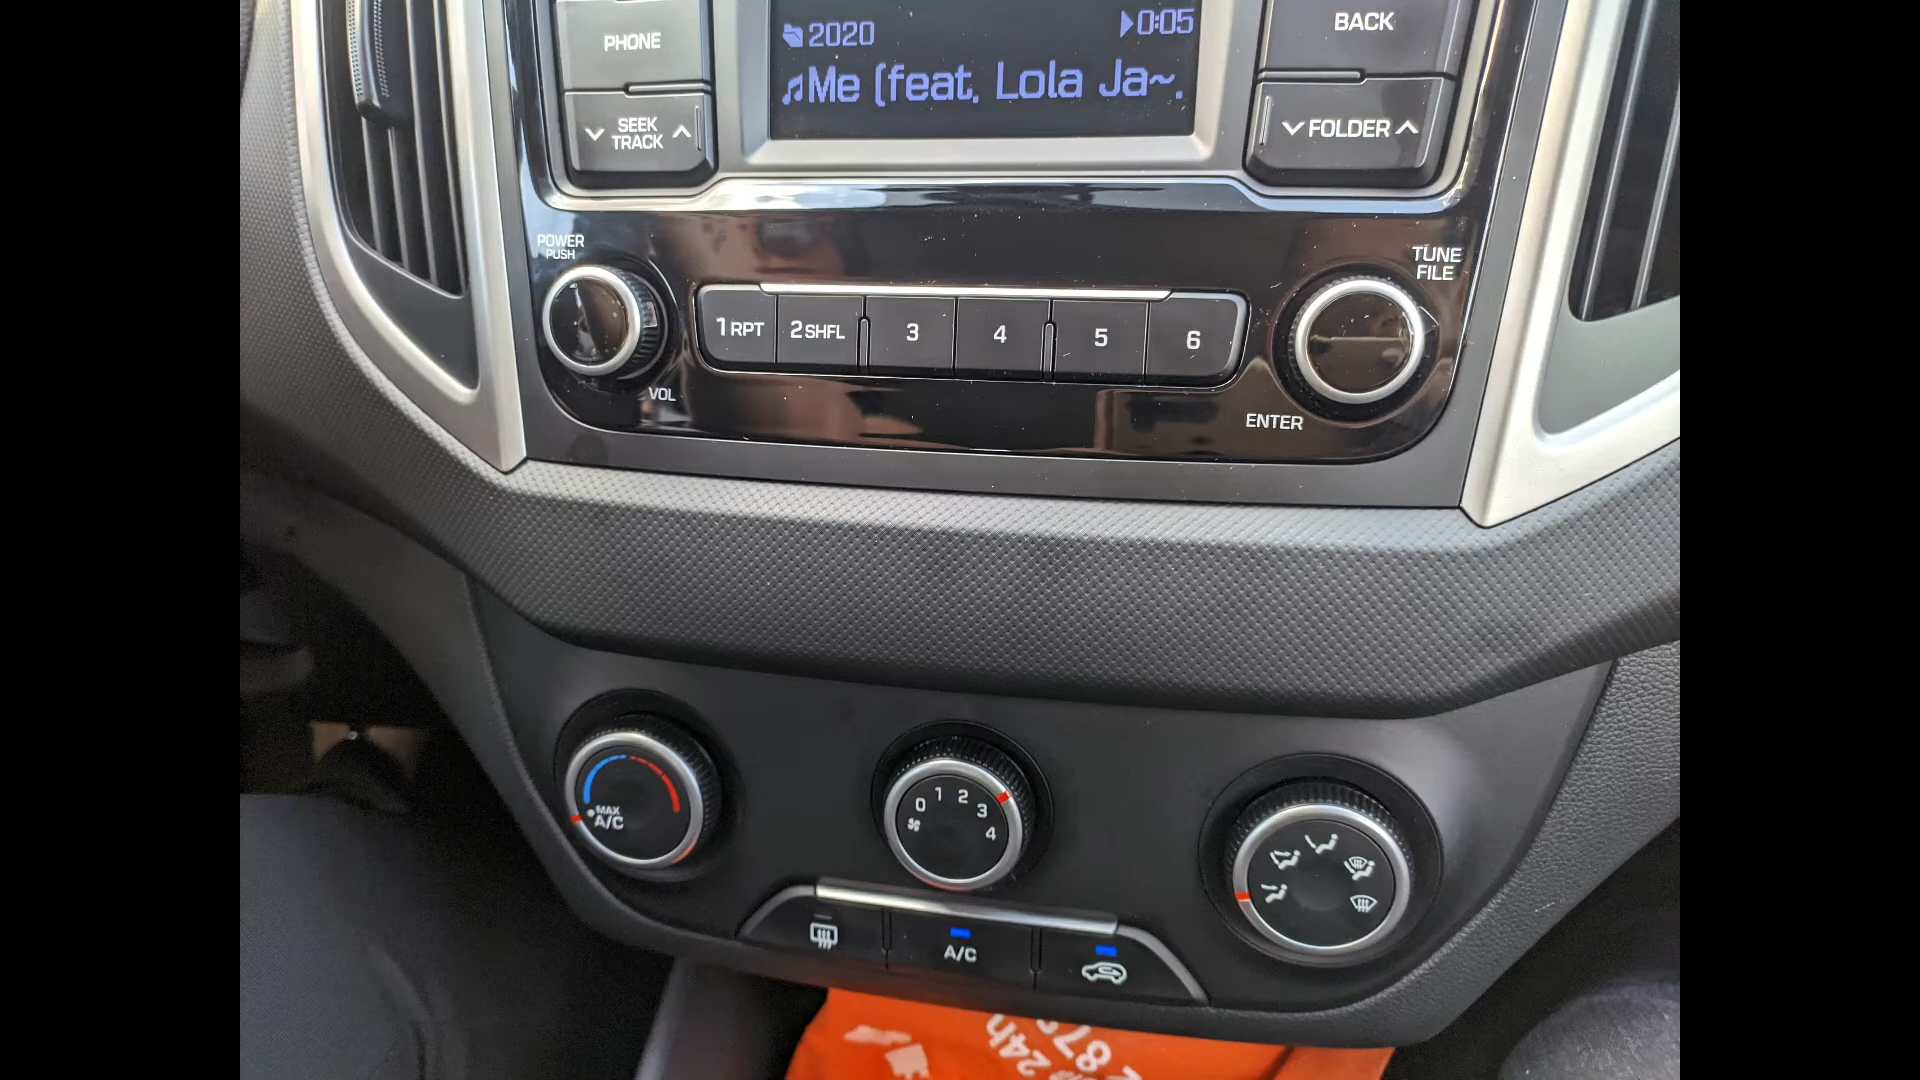 PHONE
SEEK
TRACK
2020
0:05
Me (feat. Lola Ja~.
BACK
FOLDER
POWER
PUSH
VOL
1 RPT
2 SHFL
3
4
5
6
TUNE
FILE
ENTER
MAX
A/C
0
1
2
3
4
A/C
24h